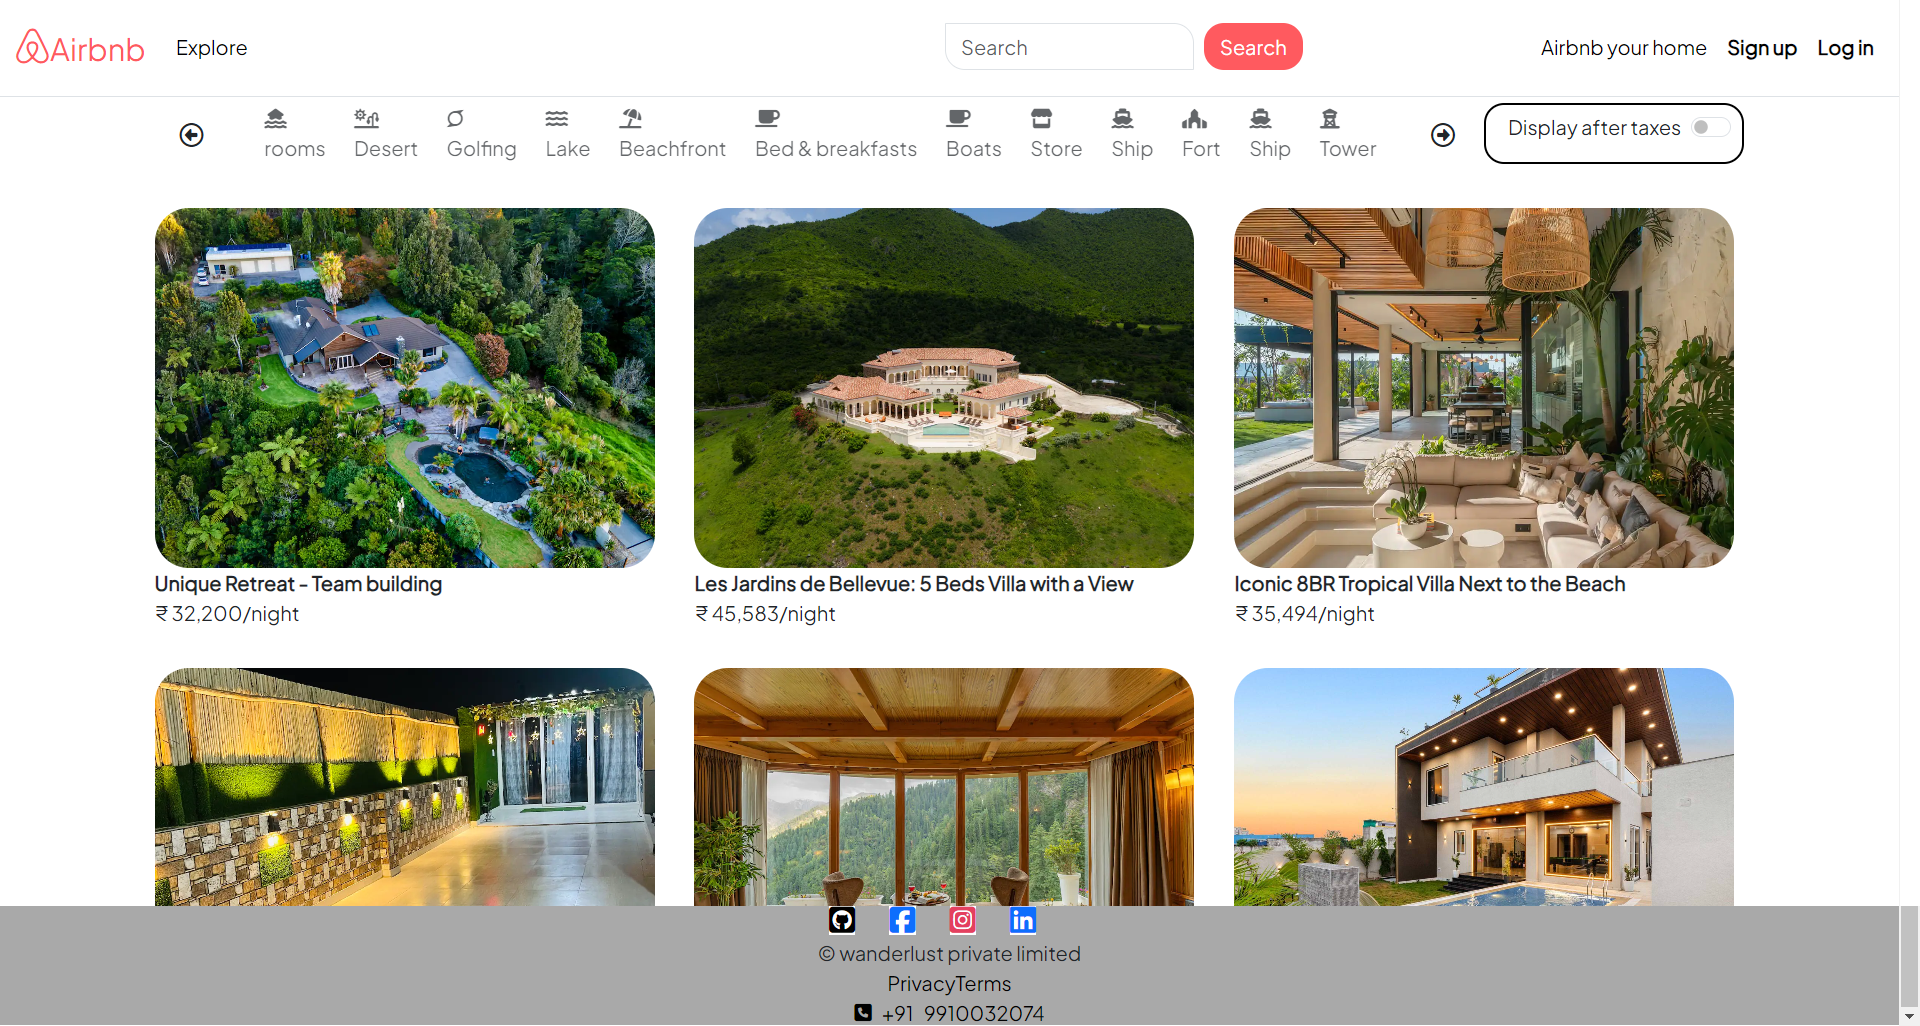 Airbnb
Explore
Search
Search
Airbnb your home
Sign up
Log in
rooms
Desert
Golfing
Lake
Beachfront
Bed & breakfasts
Boats
Store
Ship
Fort
Ship
Tower
Display after taxes
Unique Retreat - Team building
₹ 32,200/night
Les Jardins de Bellevue: 5 Beds Villa with a View
₹ 45,583/night
Iconic 8BR Tropical Villa Next to the Beach
₹ 35,494/night
© wanderlust private limited
PrivacyTerms
+91 9910032074